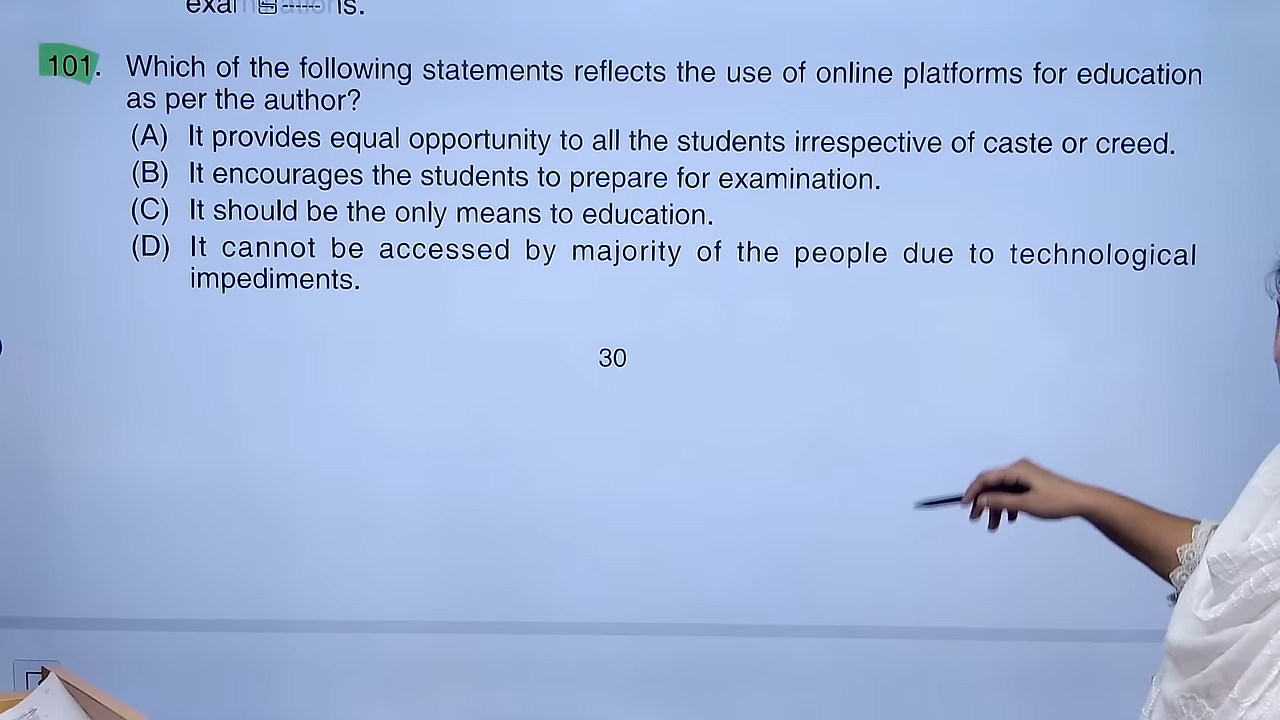 101. Which of the following statements reflects the use of online platforms for education
as per the author?
(A) It provides equal opportunity to all the students irrespective of caste or creed.
(B) It encourages the students to prepare for examination.
(C) It should be the only means to education.
(D) It cannot be accessed by majority of the people due to technological
impediments.
30